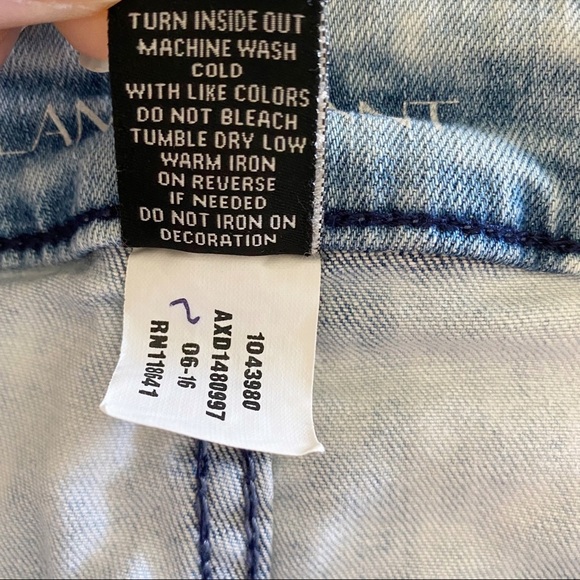 TURN INSIDE OUT
MACHINE WASH
COLD
WITH LIKE COLORS
DO NOT BLEACH
TUMBLE DRY LOW
WARM IRON
ON REVERSE
IF NEEDED
DO NOT IRON ON
DECORATION
1043980
AXD1480997
06-16
RN118641